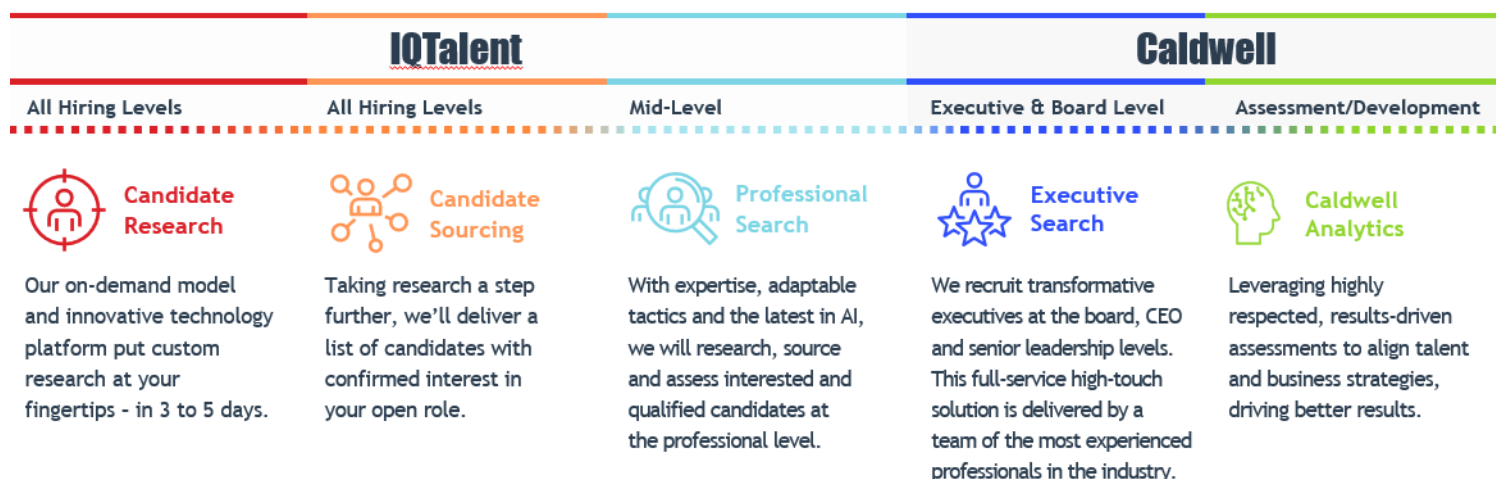 IQTalent
Caldwell
All Hiring Levels
All Hiring Levels
Mid-Level
Executive & Board Level
Assessment/Development
Candidate
Research
Our on-demand model
and innovative technology
platform put custom
research at your
fingertips – in 3 to 5 days.
Candidate
Sourcing
Taking research a step
further, we’ll deliver a
list of candidates with
confirmed interest in
your open role.
Professional
Search
With expertise, adaptable
tactics and the latest in AI,
we will research, source
and assess interested and
qualified candidates at
the professional level.
Executive
Search
We recruit transformative
executives at the board, CEO
and senior leadership levels.
This full-service high-touch
solution is delivered by a
team of the most experienced
professionals in the industry.
Caldwell
Analytics
Leveraging highly
respected, results-driven
assessments to align talent
and business strategies,
driving better results.